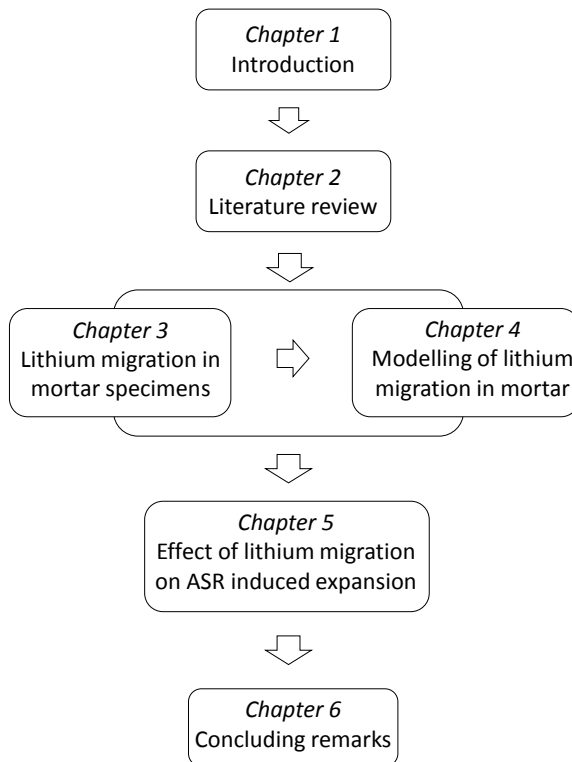 Chapter 1
Introduction
Chapter 2
Literature review
Chapter 3
Lithium migration in
mortar specimens
Chapter 4
Modelling of lithium
migration in mortar
Chapter 5
Effect of lithium migration
on ASR induced expansion
Chapter 6
Concluding remarks